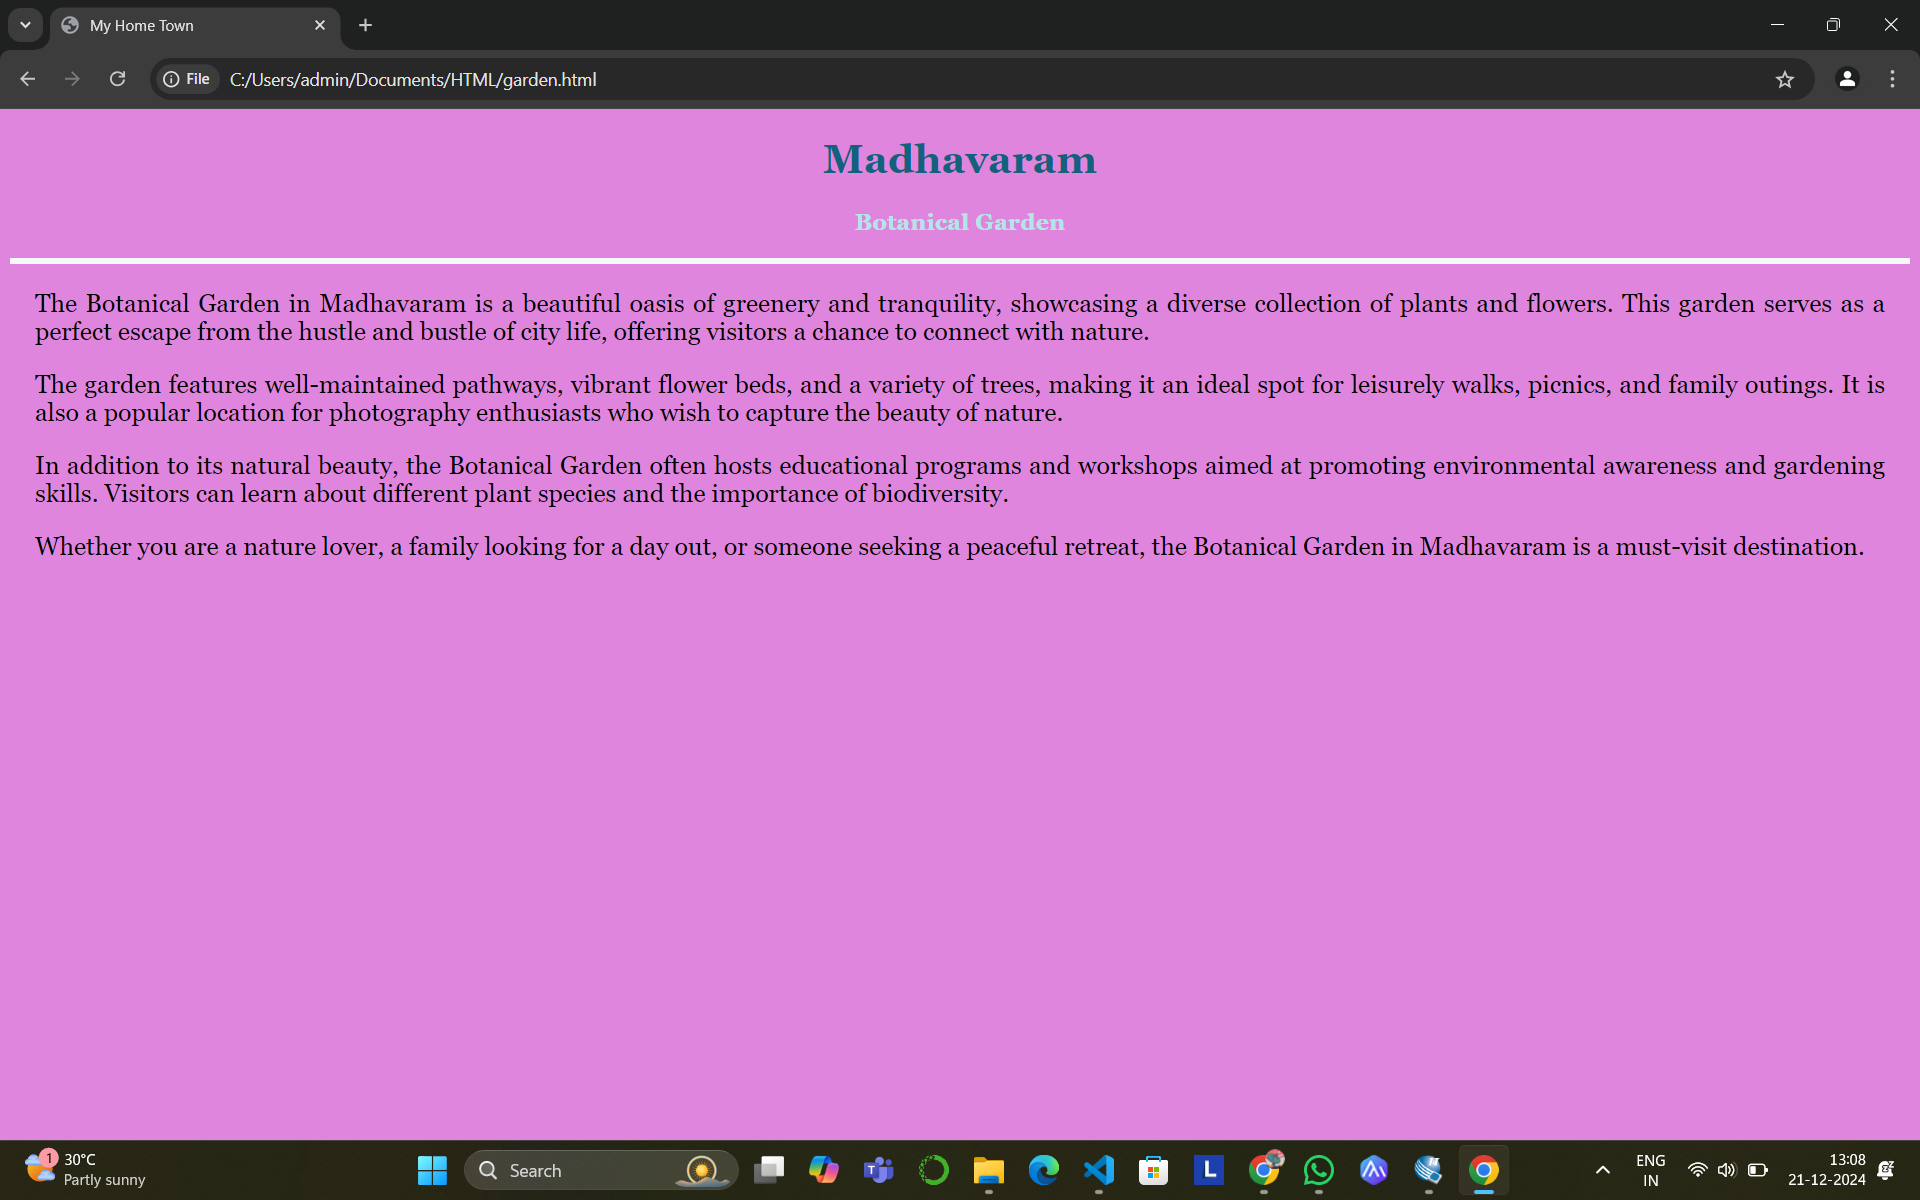 My Home Town
File
C:/Users/admin/Documents/HTML/garden.html
Madhavaram
Botanical Garden
The Botanical Garden in Madhavaram is a beautiful oasis of greenery and tranquility, showcasing a diverse collection of plants and flowers. This garden serves as a
perfect escape from the hustle and bustle of city life, offering visitors a chance to connect with nature.
The garden features well-maintained pathways, vibrant flower beds, and a variety of trees, making it an ideal spot for leisurely walks, picnics, and family outings. It is
also a popular location for photography enthusiasts who wish to capture the beauty of nature.
In addition to its natural beauty, the Botanical Garden often hosts educational programs and workshops aimed at promoting environmental awareness and gardening
skills. Visitors can learn about different plant species and the importance of biodiversity.
Whether you are a nature lover, a family looking for a day out, or someone seeking a peaceful retreat, the Botanical Garden in Madhavaram is a must-visit destination.
1
30°C
Partly sunny
Search
T
L
ENG
IN
13:08
21-12-2024